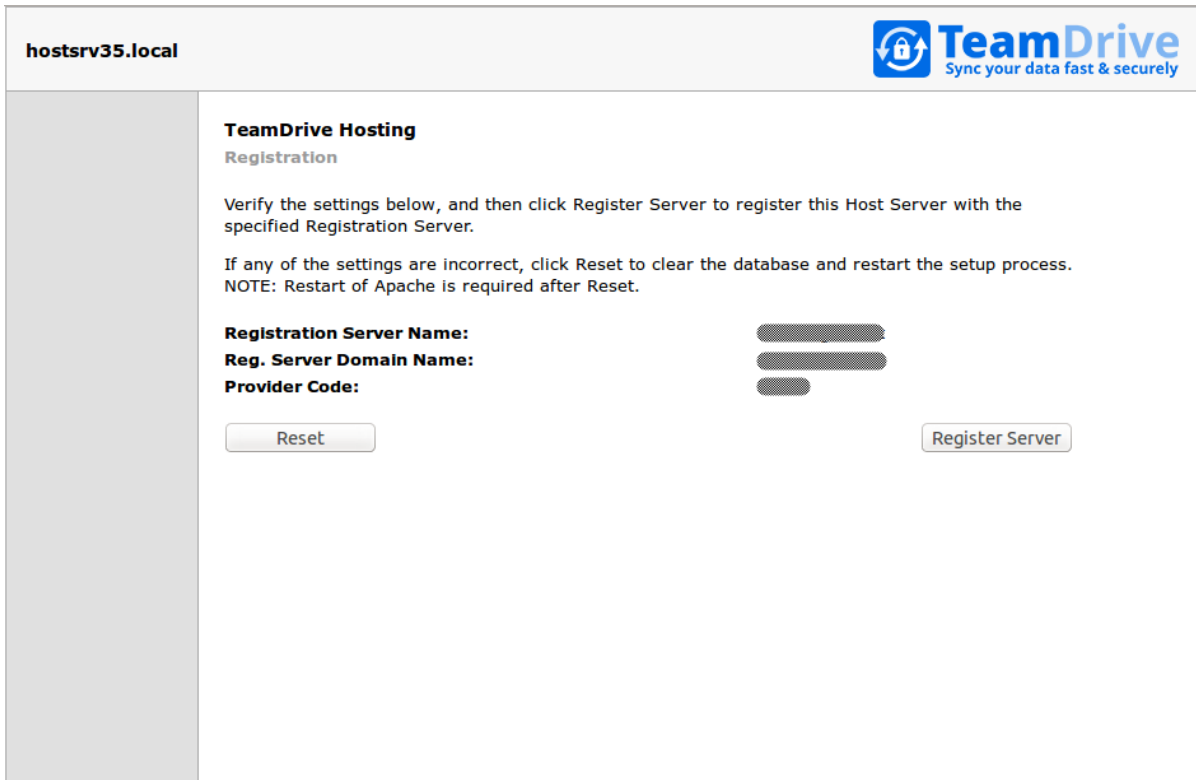 hostsrv35.local
TeamDrive
Sync your data fast & securely
TeamDrive Hosting
Registration
Verify the settings below, and then click Register Server to register this Host Server with the
specified Registration Server.
If any of the settings are incorrect, click Reset to clear the database and restart the setup process.
NOTE: Restart of Apache is required after Reset.
Registration Server Name:
Reg. Server Domain Name:
Provider Code:
Reset
Register Server